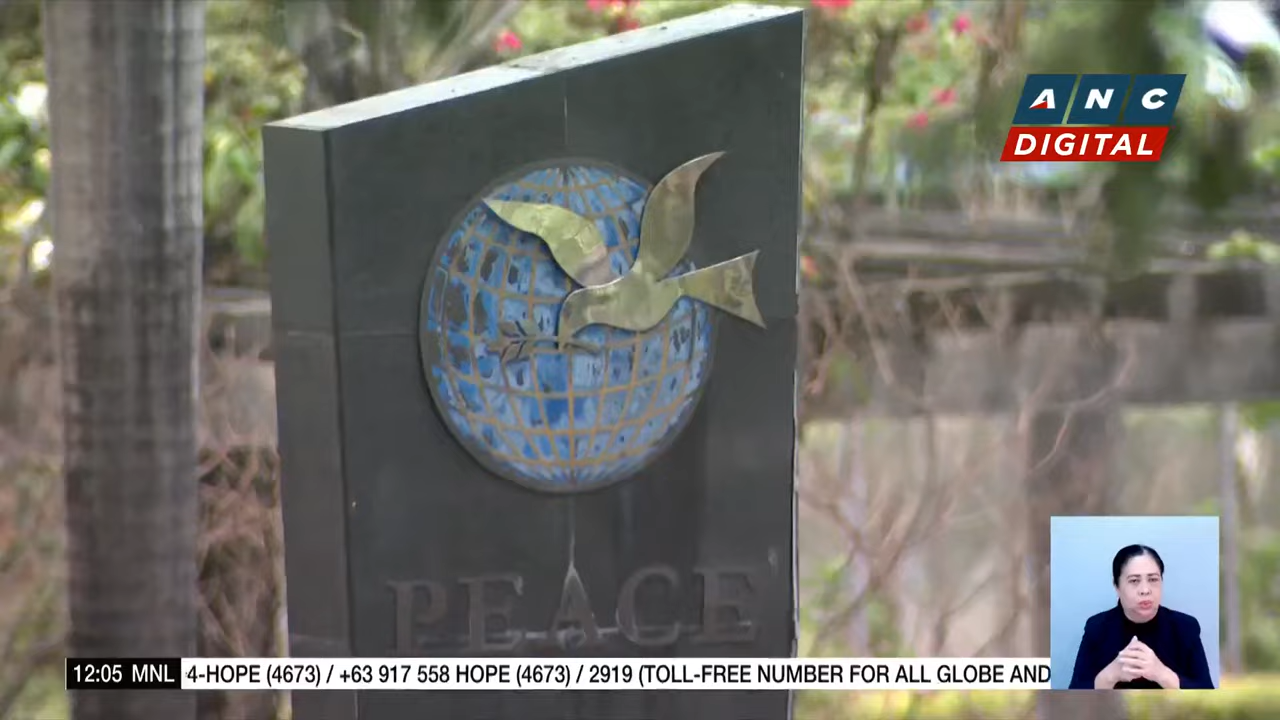 ANC
DIGITAL
PEACE
12:05 MNL
4-HOPE (4673) / +63 917 558 HOPE (4673) / 2919 (TOLL-FREE NUMBER FOR ALL GLOBE AND